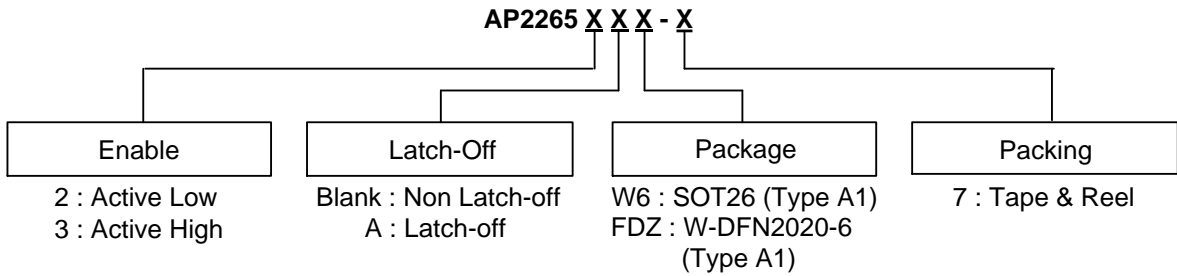 AP2265 X X X - X
Enable
Latch-Off
Package
Packing
2 : Active Low
3 : Active High
Blank : Non Latch-off
A : Latch-off
W6 : SOT26 (Type A1)
FDZ : W-DFN2020-6
(Type A1)
7 : Tape & Reel